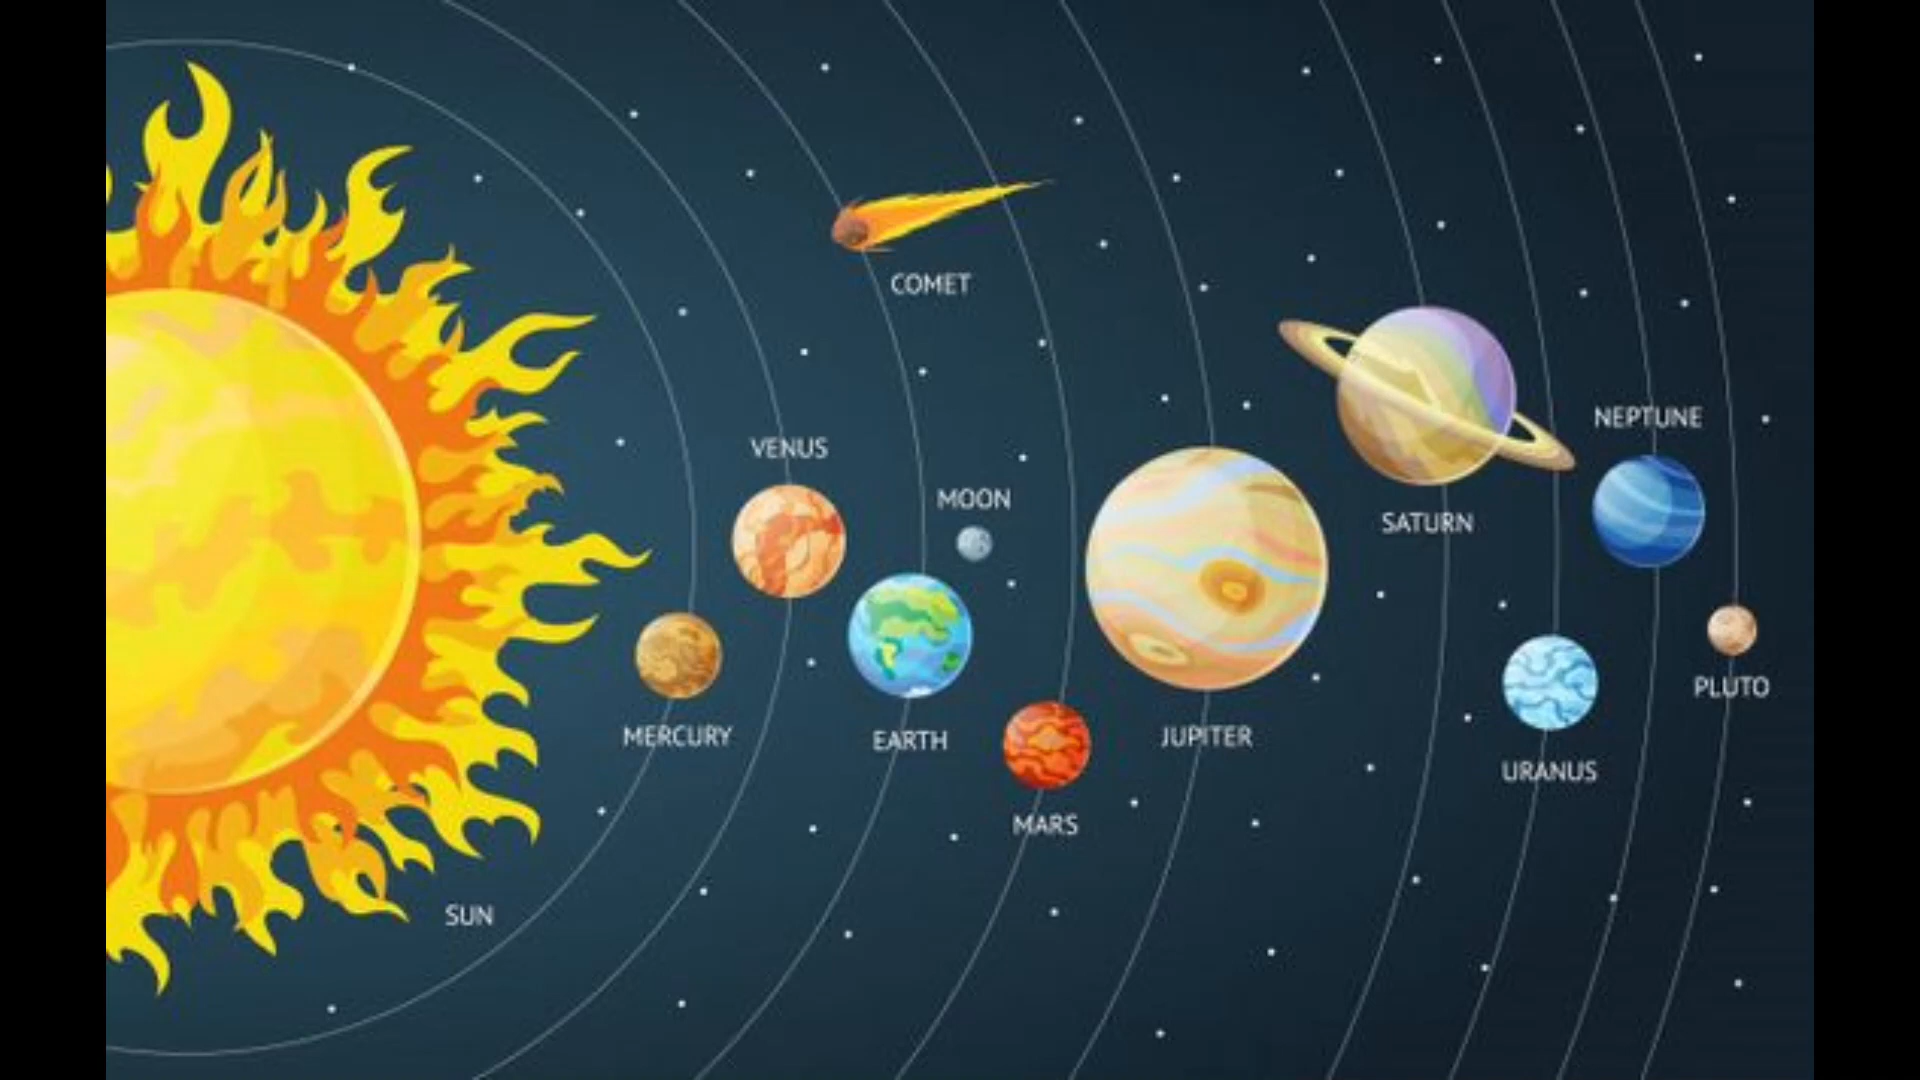 COMET
NEPTUNE
VENUS
MOON
SATURN
PLUTO
MERCURY
EARTH
JUPITER
URANUS
MARS
SUN